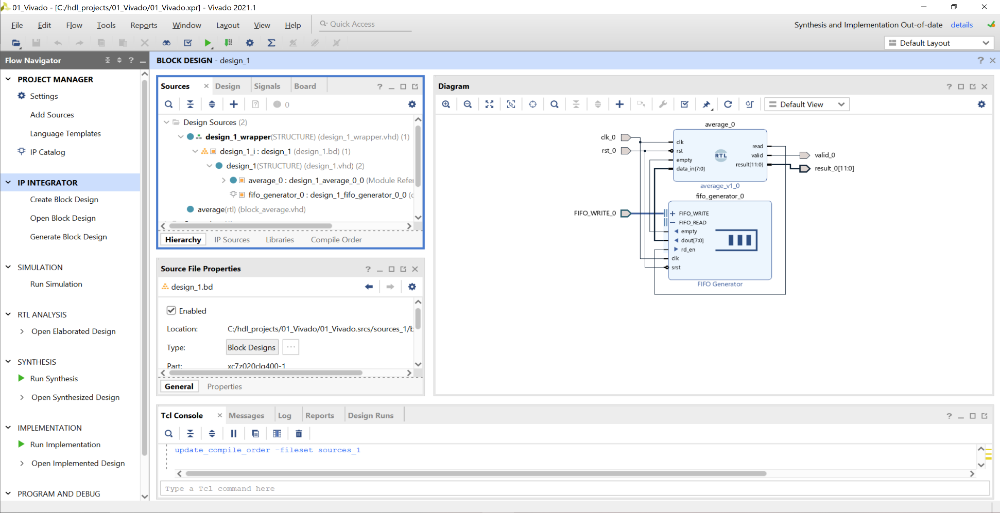 01_Vivado - [C:/hdl_projects/01_Vivado/01_Vivado.xpr] - Vivado 2021.1
File Edit Flow Tools Reports Window Layout View Help Quick Access
Synthesis and Implementation Out-of-date details
Default Layout
Flow Navigator
PROJECT MANAGER
Settings
Add Sources
Language Templates
IP Catalog
IP INTEGRATOR
Create Block Design
Open Block Design
Generate Block Design
SIMULATION
Run Simulation
RTL ANALYSIS
Open Elaborated Design
SYNTHESIS
Run Synthesis
Open Synthesized Design
IMPLEMENTATION
Run Implementation
Open Implemented Design
PROGRAM AND DEBUG
BLOCK DESIGN - design_1
Sources Design Signals Board
0
Design Sources (2)
design_1_wrapper(STRUCTURE) (design_1_wrapper.vhd) (1)
design_1_i : design_1 (design_1.bd) (1)
design_1(STRUCTURE) (design_1.vhd) (2)
average_0 : design_1_average_0_0 (Module Refer
fifo_generator_0 : design_1_fifo_generator_0_0 (
average(rtl) (block_average.vhd)
Hierarchy IP Sources Libraries Compile Order
Source File Properties
design_1.bd
Enabled
Location: C:/hdl_projects/01_Vivado/01_Vivado.srcs/sources_1/b
Type: Block Designs ...
Part: xc7z020clg400-1
General Properties
Diagram
Default View
average_0
clk_0
rst_0
clk
rst
empty
data_in[7:0]
RTL
read
valid
result[11:0]
valid_0
result_0[11:0]
average_v1_0
fifo_generator_0
FIFO_WRITE_0
FIFO_WRITE
FIFO_READ
empty
dout[7:0]
rd_en
clk
srst
FIFO Generator
Tcl Console Messages Log Reports Design Runs
update_compile_order -fileset sources_1
Type a Tcl command here